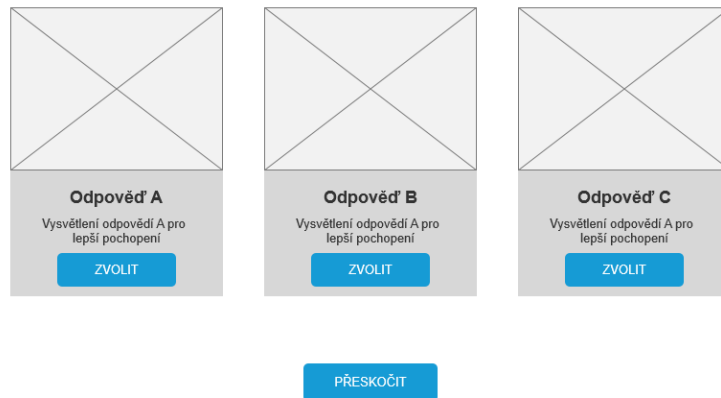 Odpověď A
Vysvětlení odpovědí A pro
lepší pochopení
ZVOLIT
Odpověď B
Vysvětlení odpovědí A pro
lepší pochopení
ZVOLIT
Odpověď C
Vysvětlení odpovědí A pro
lepší pochopení
ZVOLIT
PŘESKOČIT